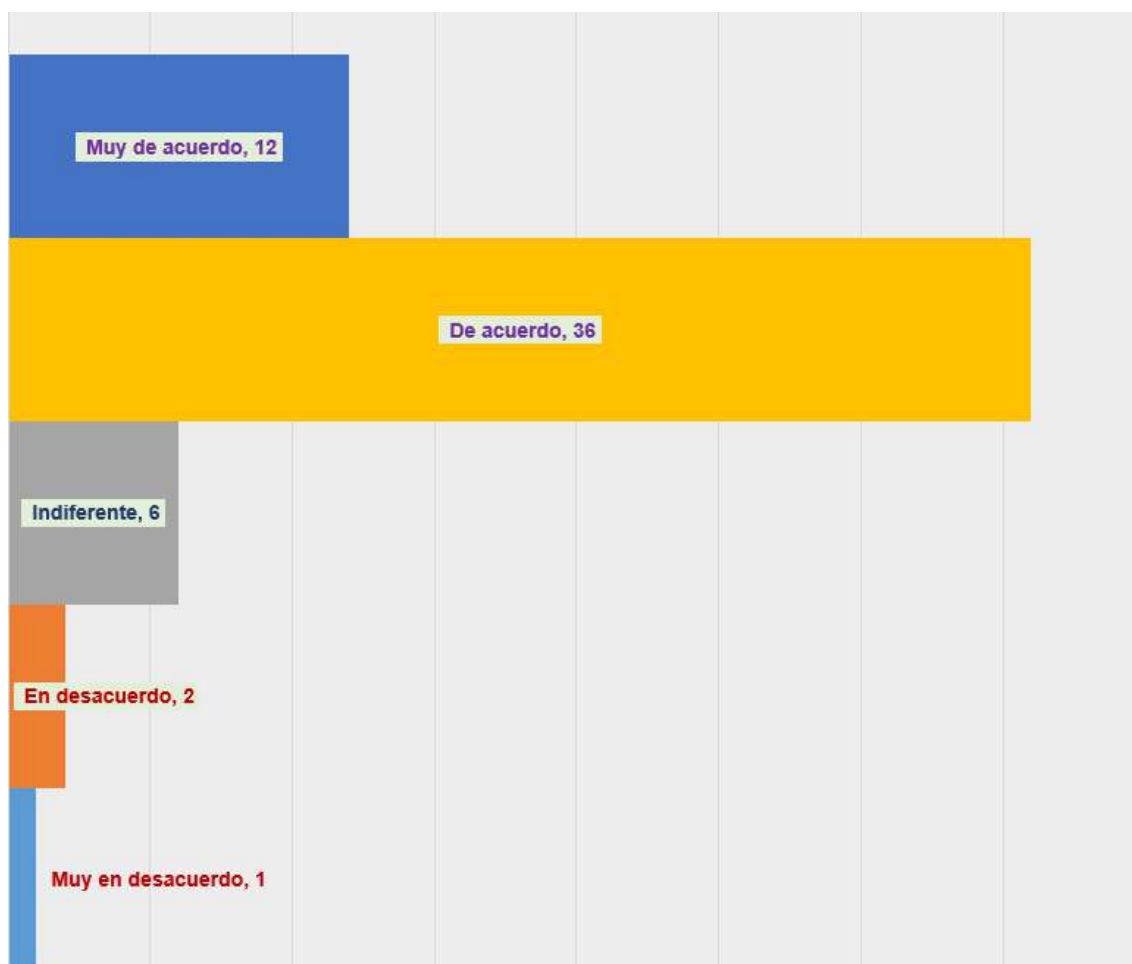 Muy de acuerdo, 12
De acuerdo, 36
Indiferente, 6
En desacuerdo, 2
Muy en desacuerdo, 1